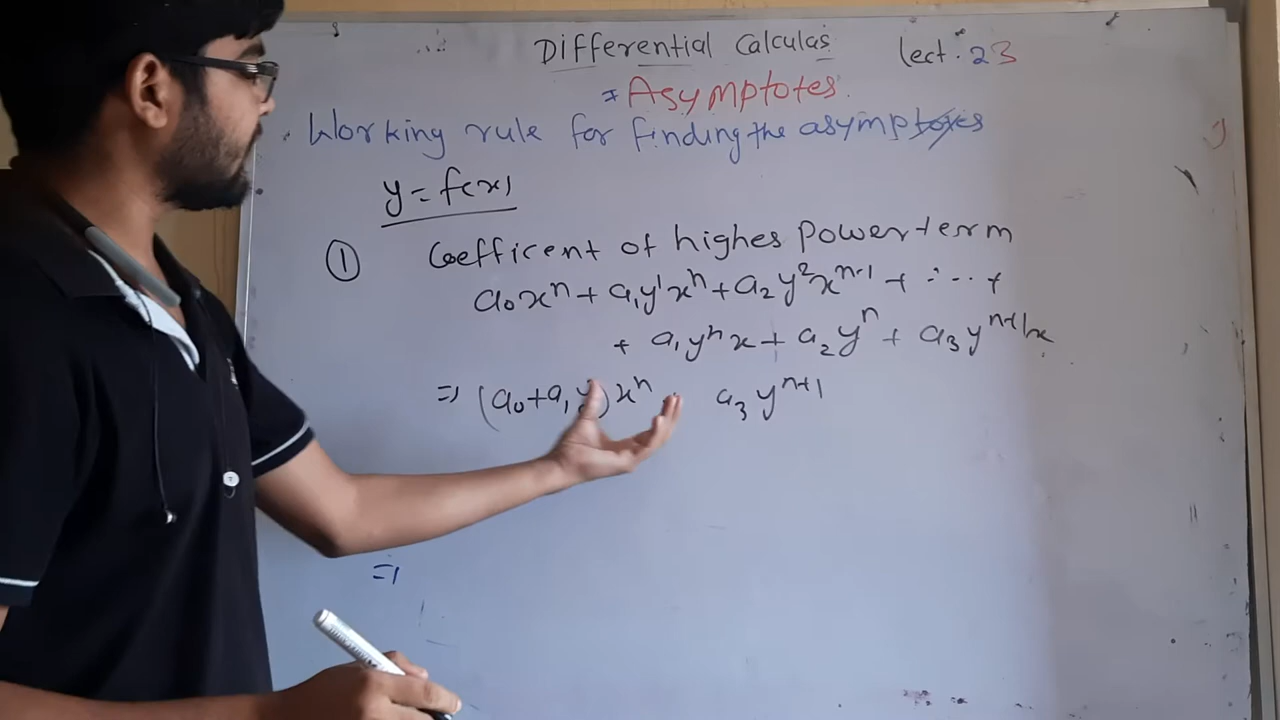 Differential Calculas lect. 23
= Asymptotes.
Working rule for finding the asymptotes
y = f(x)
① Coefficent of highes power term
a₀xⁿ + a₁y¹xⁿ + a₂y²xⁿ⁻¹ + ... +
+ a₁yⁿx + a₂yⁿ + a₃yⁿ⁺¹x
⇒ (a₀+a₁y)xⁿ a₃yⁿ⁺¹
⇒